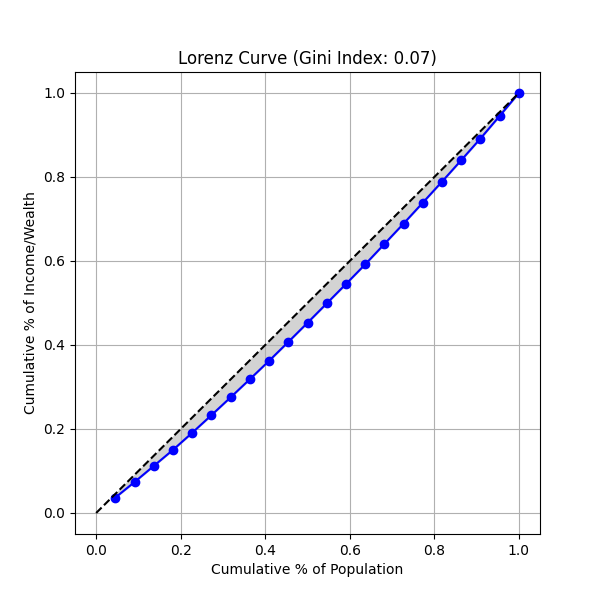 Lorenz Curve (Gini Index: 0.07)
Cumulative % of Income/Wealth
1.0
0.8
0.6
0.4
0.2
0.0
0.0 0.2 0.4 0.6 0.8 1.0
Cumulative % of Population